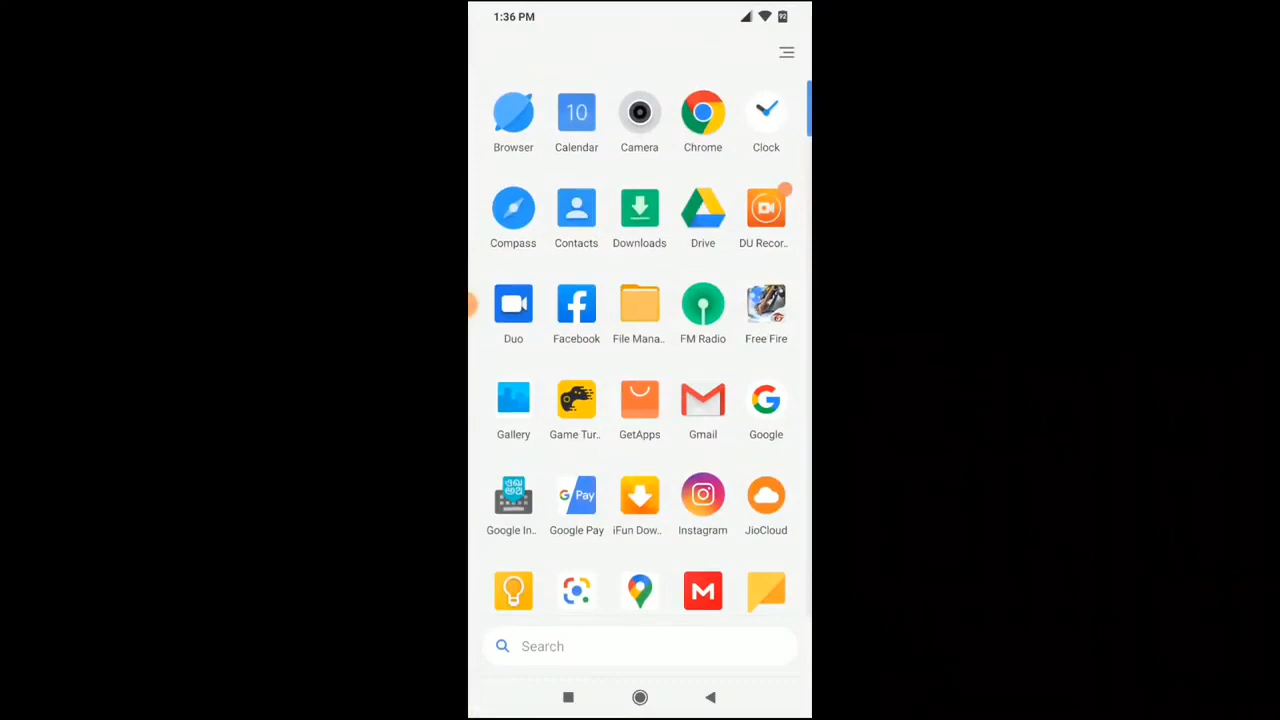 1:36 PM
92
10
Browser Calendar Camera Chrome Clock
Compass Contacts Downloads Drive DU Recor..
Duo Facebook File Mana.. FM Radio Free Fire
Gallery Game Tur.. GetApps Gmail Google
G Pay
Google In.. Google Pay iFun Dow.. Instagram JioCloud
Search